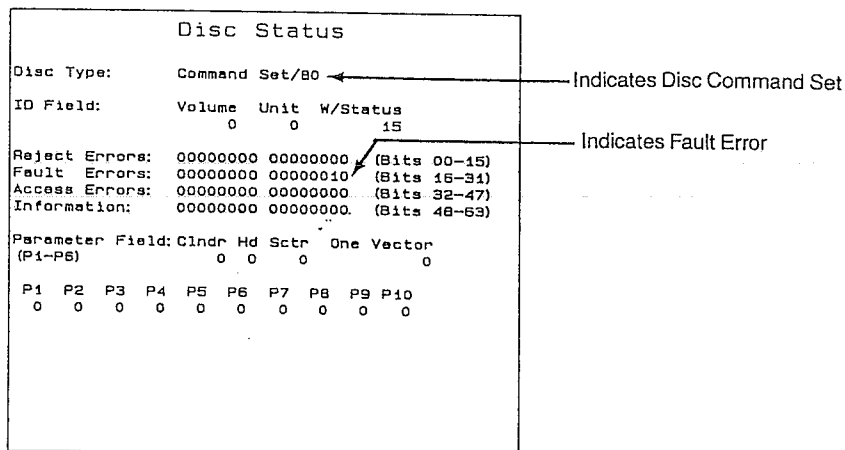 Disc Status
Disc Type: Command Set/80
Indicates Disc Command Set
ID Field: Volume Unit W/Status
0 0 15
Indicates Fault Error
Reject Errors: 00000000 00000000 (Bits 00-15)
Fault Errors: 00000000 00000010 (Bits 16-31)
Access Errors: 00000000 00000000 (Bits 32-47)
Information: 00000000 00000000. (Bits 48-63)
Parameter Field: Clndr Hd Sctr One Vector
(P1-P6) 0 0 0 0
P1 P2 P3 P4 P5 P6 P7 P8 P9 P10
0 0 0 0 0 0 0 0 0 0